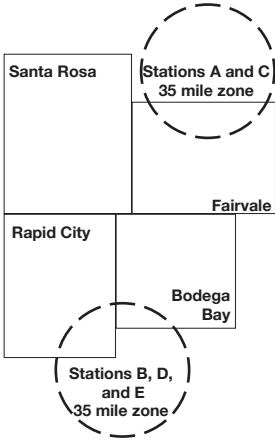 Santa Rosa
Stations A and C
35 mile zone
Fairvale
Rapid City
Bodega
Bay
Stations B, D,
and E
35 mile zone